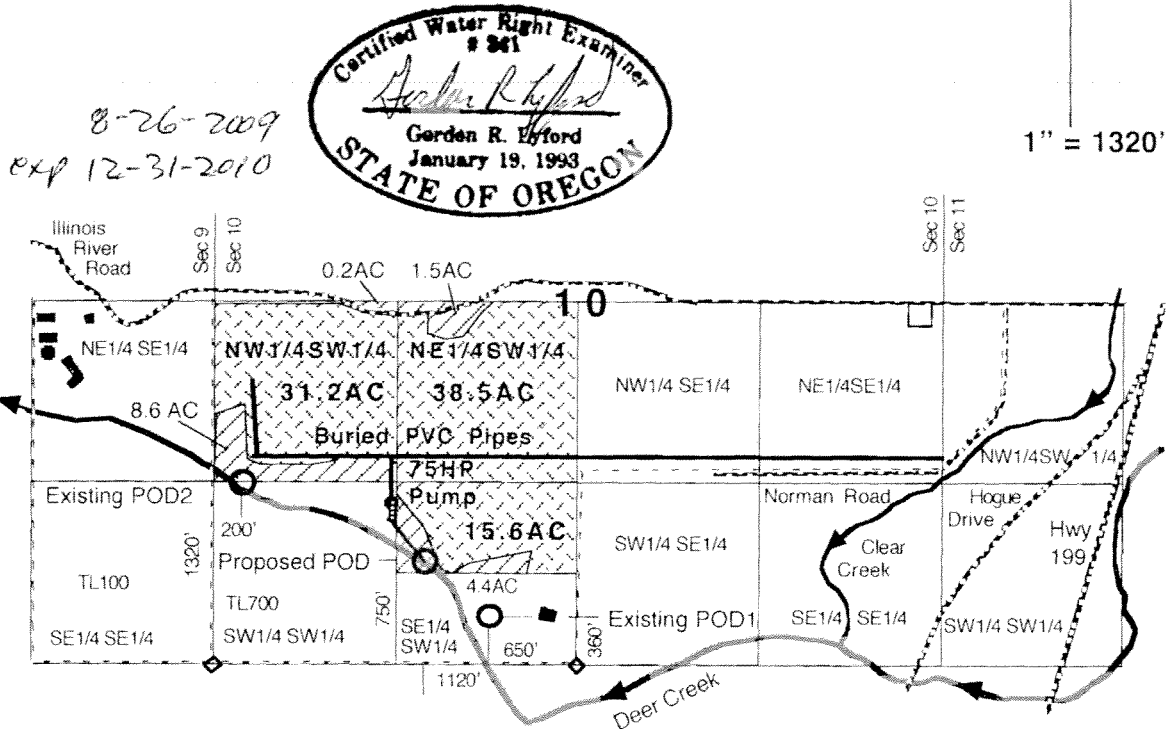 Certified Water Right Examiner
# 341
Gordon R. Lyford
January 19, 1993
STATE OF OREGON
8-26-2009
exp 12-31-2010
1" = 1320'
Illinois
River
Road
Sec 9
Sec 10
0.2AC
1.5AC
10
Sec 10
Sec 11
NE1/4 SE1/4
NW1/4SW1/4
NE1/4SW1/4
NW1/4 SE1/4
NE1/4SE1/4
31.2AC
38.5AC
8.6 AC
Buried PVC Pipes
NW1/4SW 1/4
75HP
Pump
Existing POD2
Norman Road
Hogue
Drive
200'
15.6AC
Hwy
199
1320'
Proposed POD
SW1/4 SE1/4
Clear
Creek
TL100
TL700
750'
4.4AC
Existing POD1
SE1/4 SE1/4
SW1/4 SW1/4
SE1/4
SW1/4
650'
360'
SE1/4 SE1/4
SW1/4 SW1/4
1120'
Deer Creek